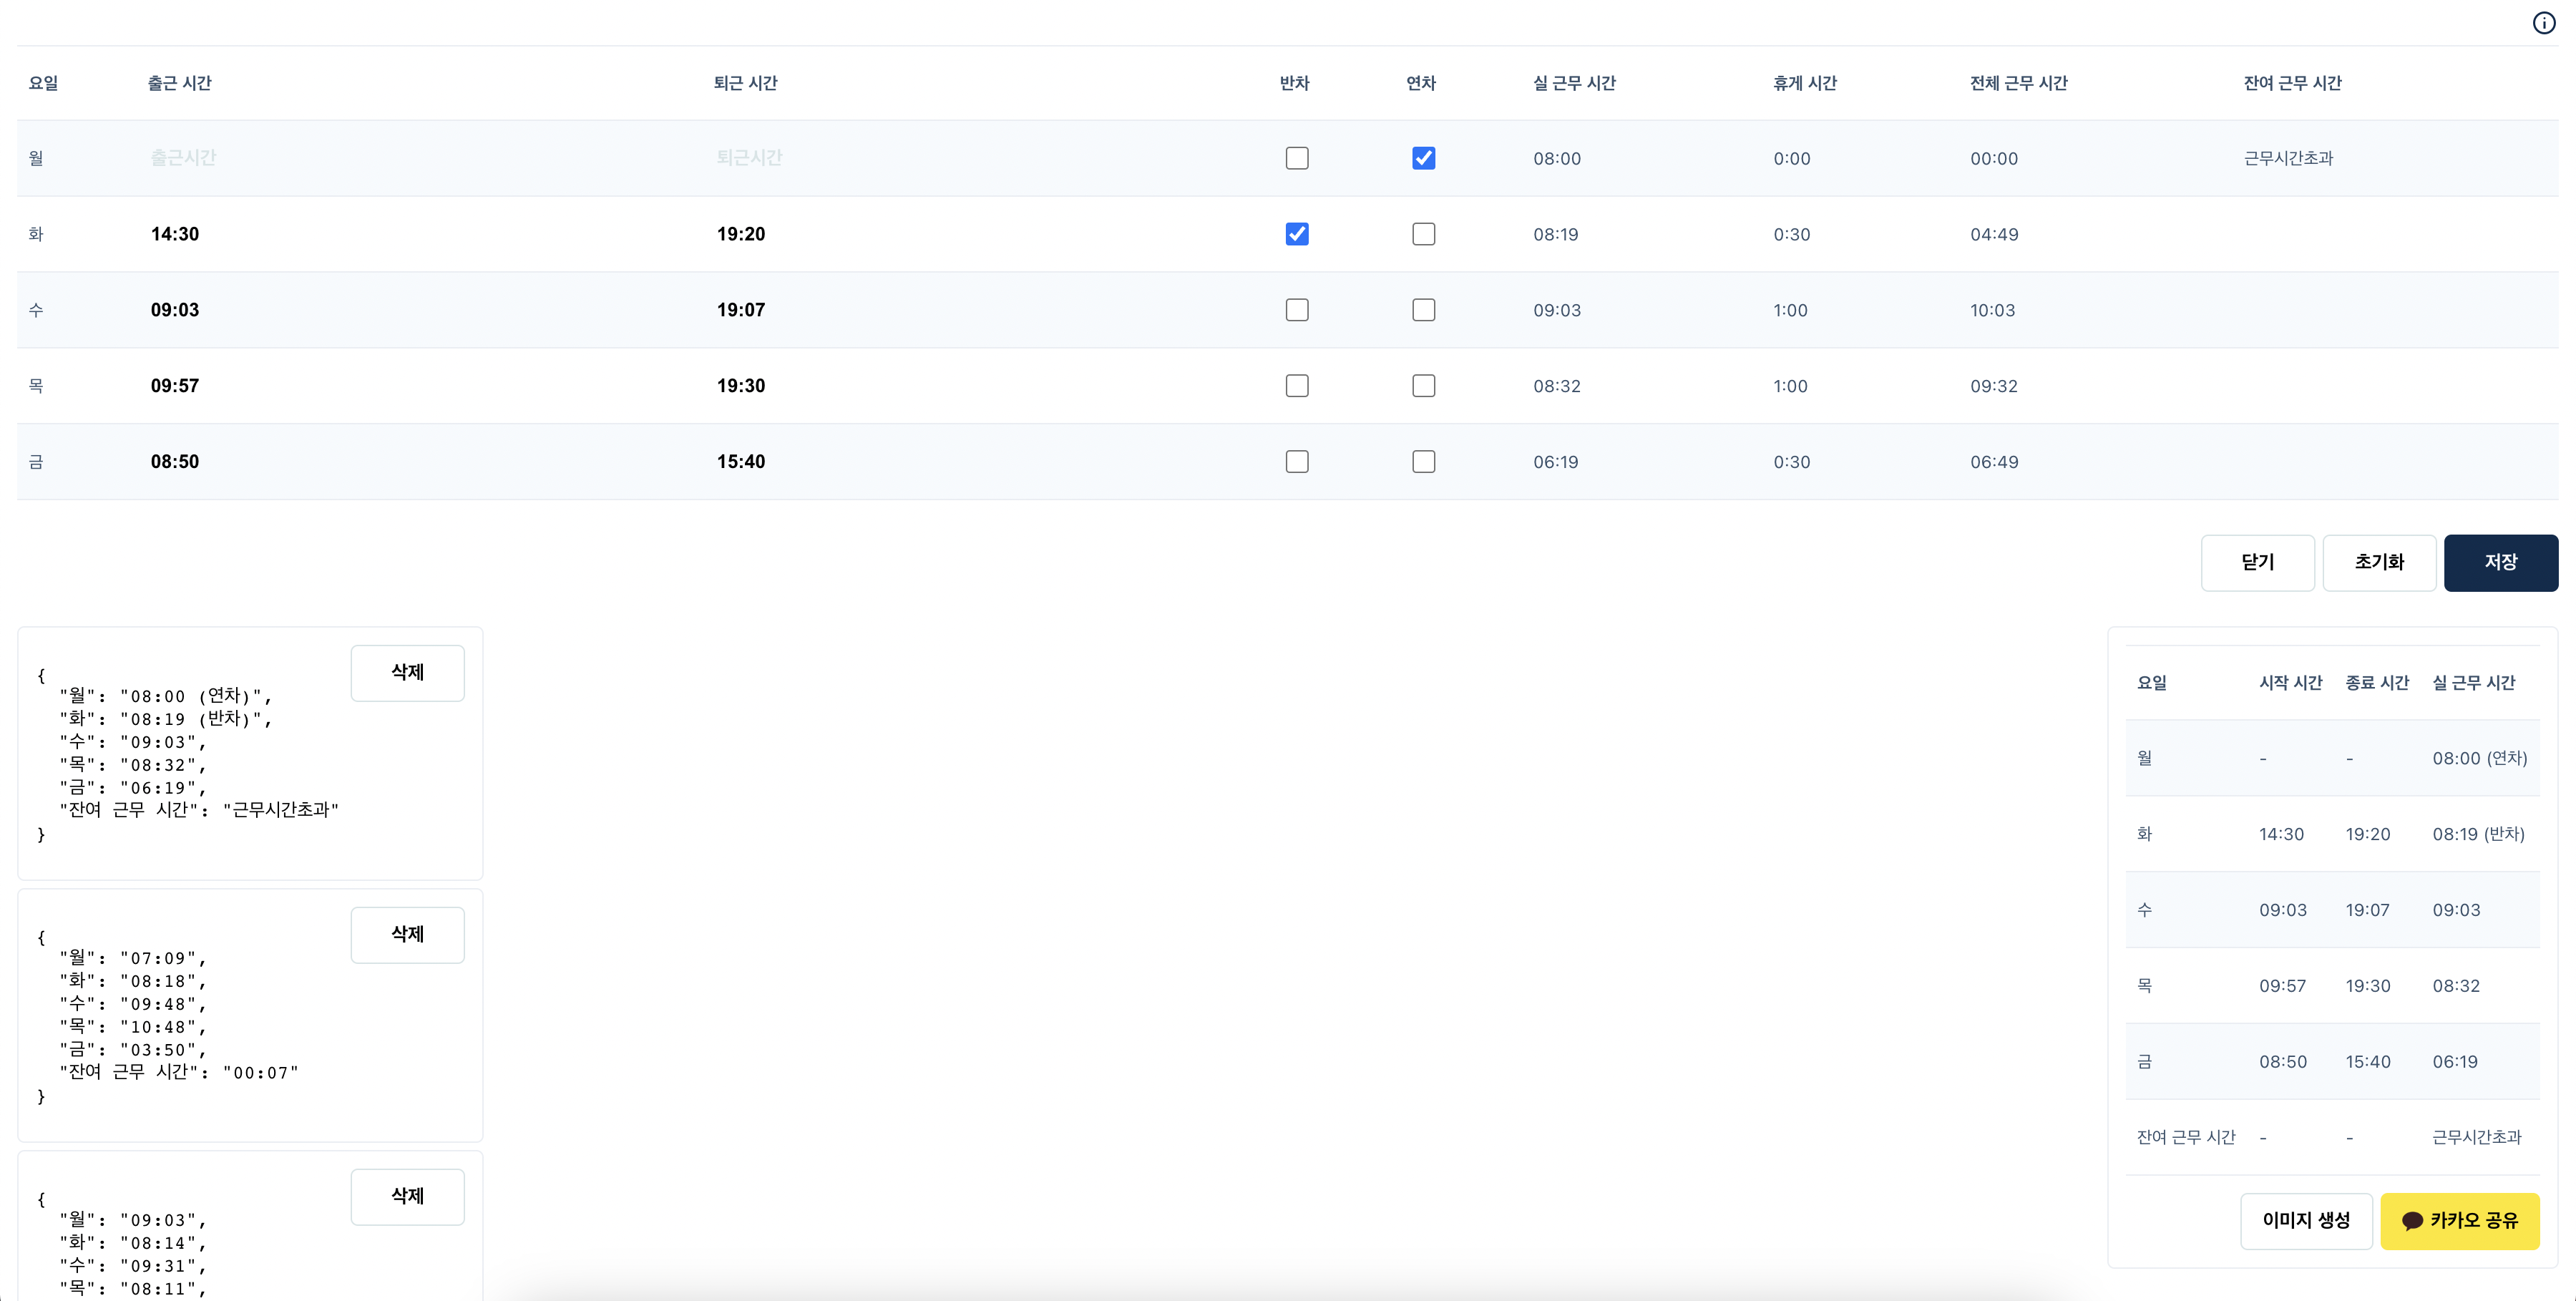 요일 출근 시간 퇴근 시간 반차 연차 실 근무 시간 휴게 시간 전체 근무 시간 잔여 근무 시간
월 출근시간 퇴근시간 08:00 0:00 00:00 근무시간초과
화 14:30 19:20 08:19 0:30 04:49
수 09:03 19:07 09:03 1:00 10:03
목 09:57 19:30 08:32 1:00 09:32
금 08:50 15:40 06:19 0:30 06:49
닫기 초기화 저장
삭제
{
"월": "08:00 (연차)",
"화": "08:19 (반차)",
"수": "09:03",
"목": "08:32",
"금": "06:19",
"잔여 근무 시간": "근무시간초과"
}
삭제
{
"월": "07:09",
"화": "08:18",
"수": "09:48",
"목": "10:48",
"금": "03:50",
"잔여 근무 시간": "00:07"
}
삭제
{
"월": "09:03",
"화": "08:14",
"수": "09:31",
"목": "08:11",
요일 시작 시간 종료 시간 실 근무 시간
월 - - 08:00 (연차)
화 14:30 19:20 08:19 (반차)
수 09:03 19:07 09:03
목 09:57 19:30 08:32
금 08:50 15:40 06:19
잔여 근무 시간 - - 근무시간초과
이미지 생성 카카오 공유